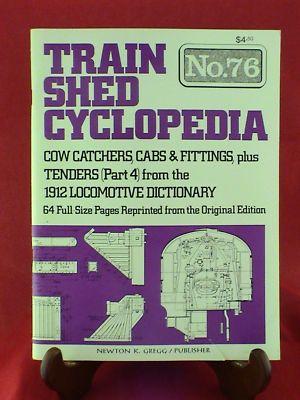 $4.50
No.76
TRAIN
SHED
CYCLOPEDIA
COW CATCHERS, CABS & FITTINGS, plus
TENDERS (Part 4) from the
1912 LOCOMOTIVE DICTIONARY
64 Full-Size Pages Reprinted from the Original Edition
NEWTON K. GREGG / PUBLISHER